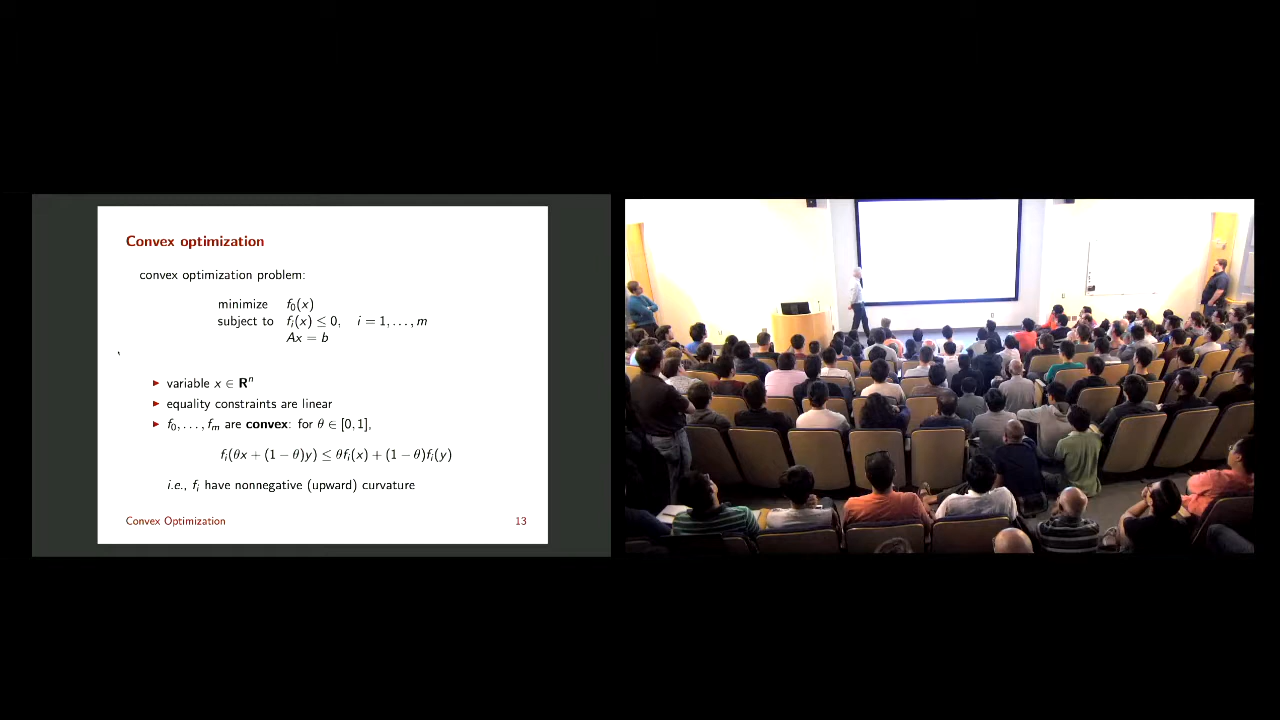 Convex optimization
convex optimization problem:
minimize f₀(x)
subject to fᵢ(x) ≤ 0, i = 1, . . . , m
Ax = b
▶ variable x ∈ Rⁿ
▶ equality constraints are linear
▶ f₀, . . . , fₘ are convex: for θ ∈ [0, 1],
fᵢ(θx + (1 − θ)y) ≤ θfᵢ(x) + (1 − θ)fᵢ(y)
i.e., fᵢ have nonnegative (upward) curvature
Convex Optimization 13